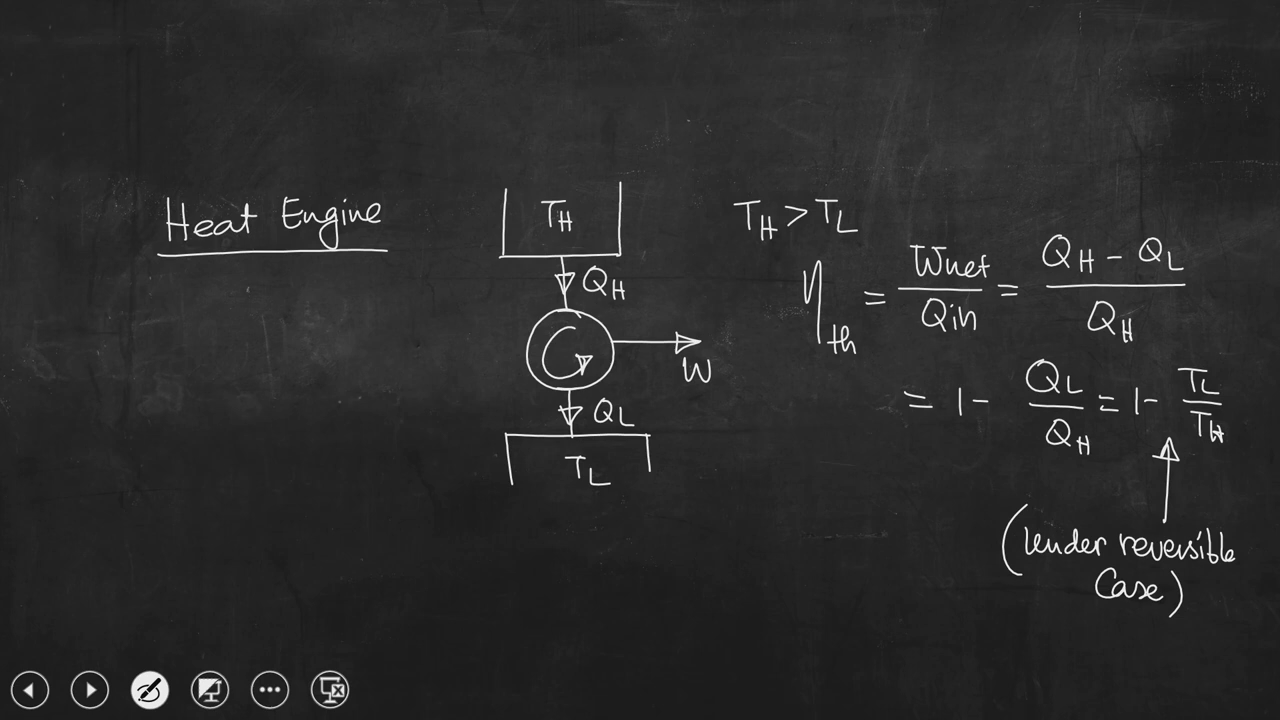 Heat Engine
TH
QH
W
QL
TL
TH > TL
ηth = Wnet / Qin = QH - QL / QH
= 1 - QL / QH = 1 - TL / TH
(under reversible
Case)